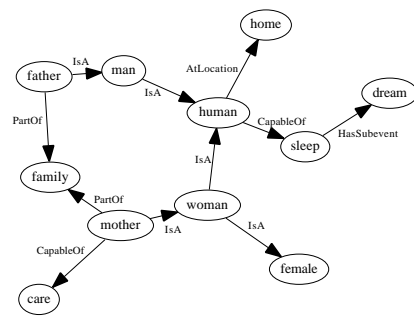 home
father
IsA
man
AtLocation
dream
IsA
human
CapableOf
HasSubevent
PartOf
sleep
family
IsA
PartOf
woman
mother
IsA
IsA
CapableOf
female
care